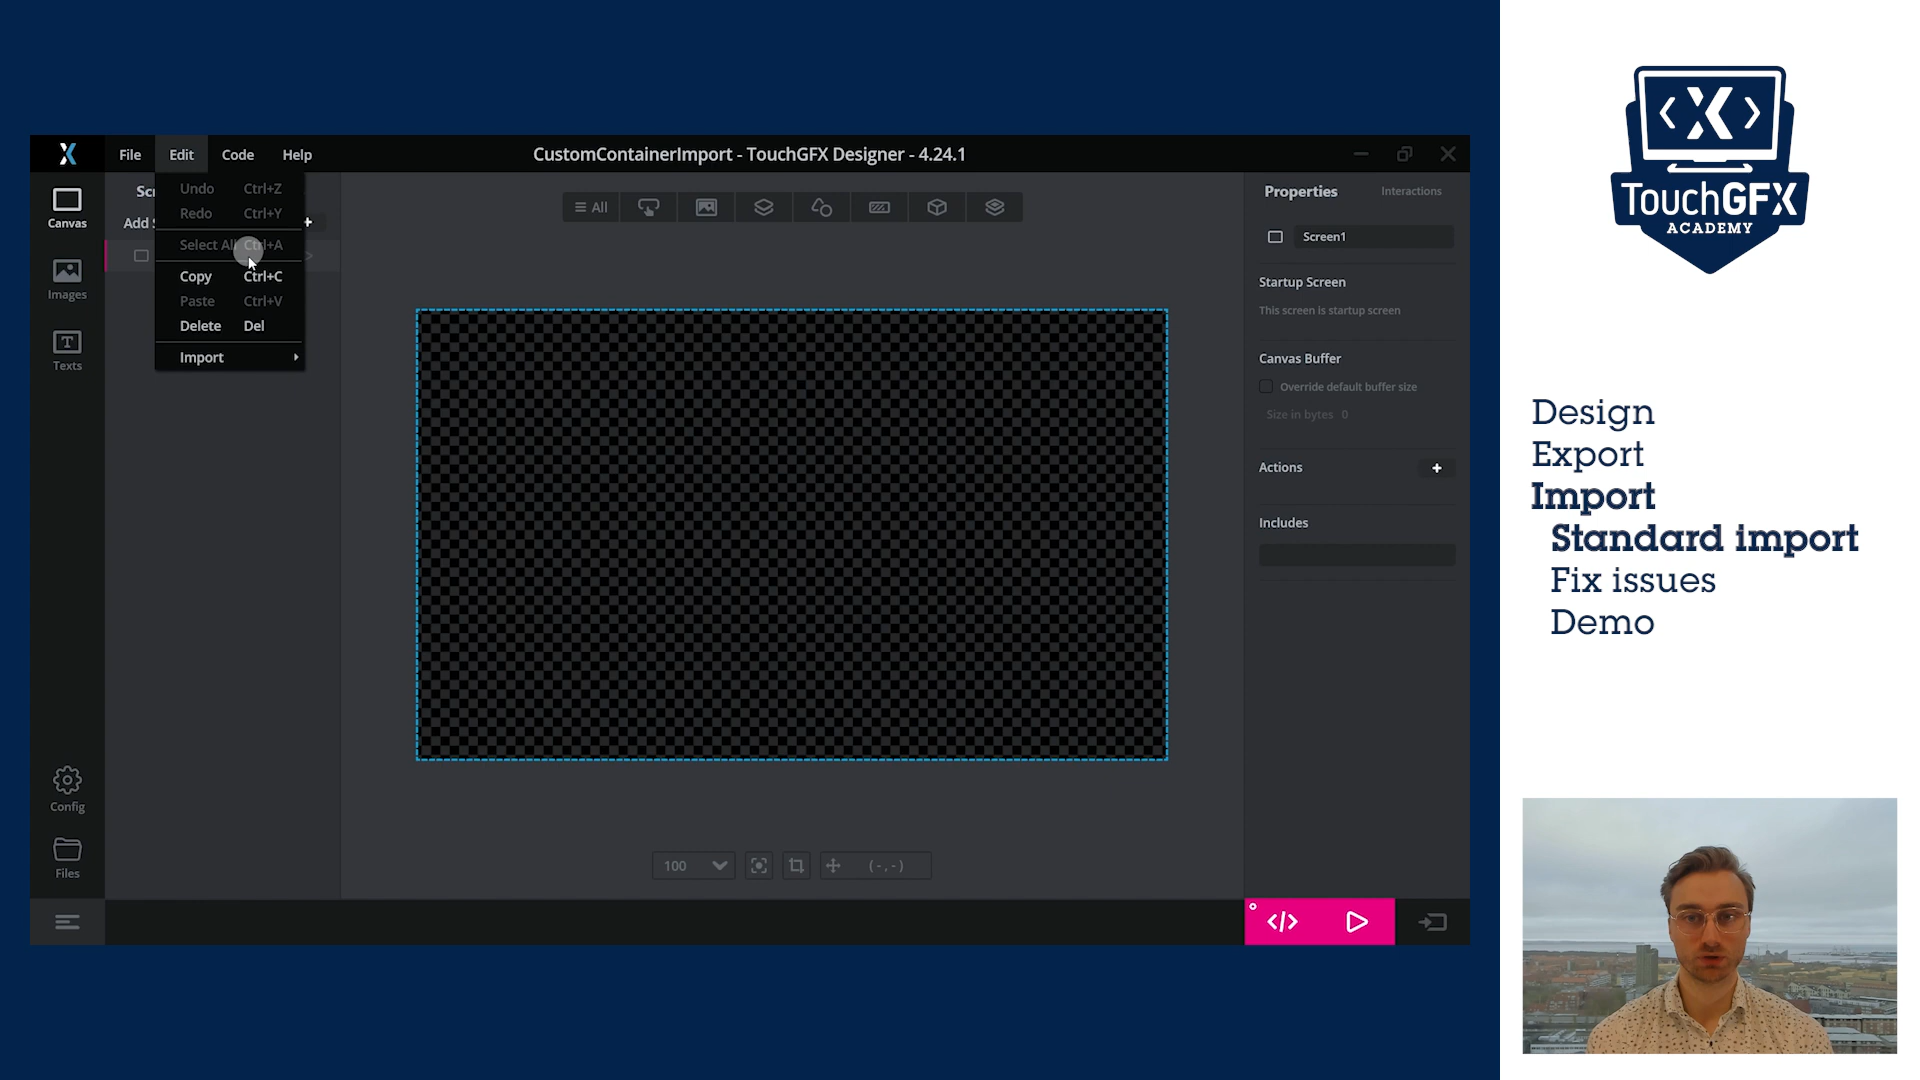 File Edit Code Help
CustomContainerImport - TouchGFX Designer - 4.24.1
Canvas
Images
Texts
Config
Files
Add
Undo Ctrl+Z
Redo Ctrl+Y
Select All Ctrl+A
Copy Ctrl+C
Paste Ctrl+V
Delete Del
Import
All
100
(-,-)
Properties Interactions
Screen1
Startup Screen
This screen is startup screen
Canvas Buffer
Override default buffer size
Size in bytes 0
Actions
Includes
TouchGFX
ACADEMY
Design
Export
Import
Standard import
Fix issues
Demo